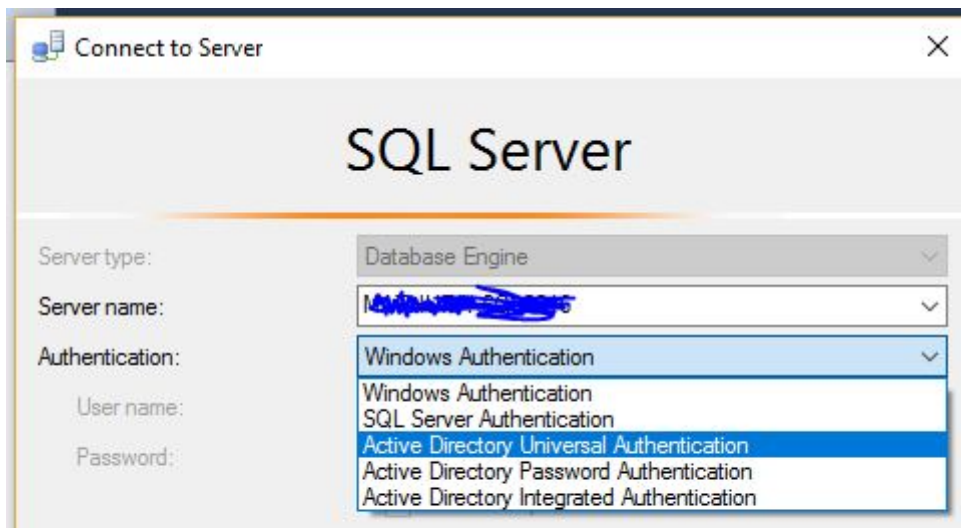 Connect to Server
SQL Server
Server type: Database Engine
Server name:
Authentication: Windows Authentication
Windows Authentication
User name: SQL Server Authentication
Active Directory Universal Authentication
Password: Active Directory Password Authentication
Active Directory Integrated Authentication